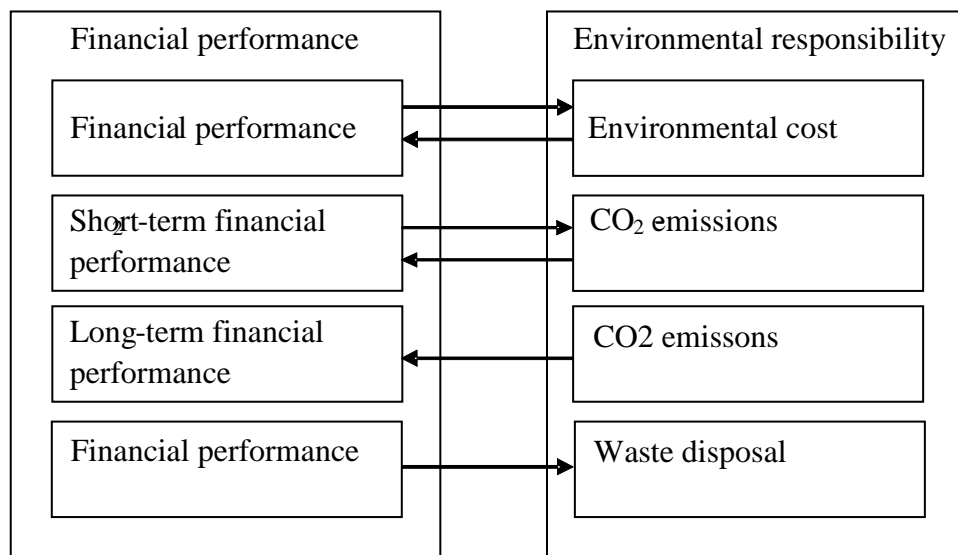 Financial performance
Environmental responsibility
Financial performance
Environmental cost
Short-term financial
performance
2
CO₂ emissions
Long-term financial
performance
CO2 emissons
Financial performance
Waste disposal